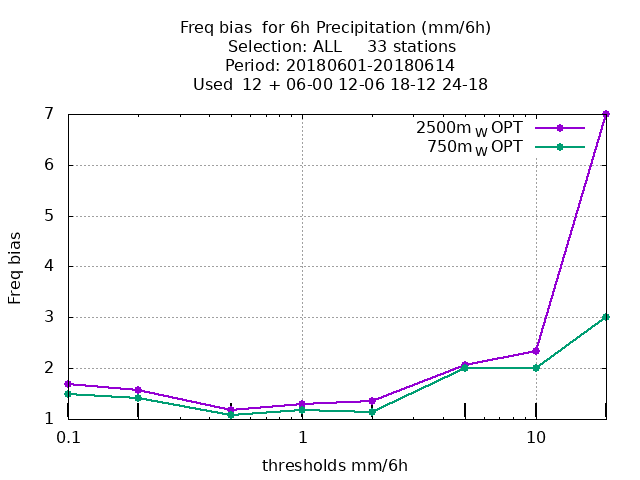 Freq bias  for 6h Precipitation (mm/6h)
Selection: ALL     33 stations
Period: 20180601-20180614
Used  12 + 06-00 12-06 18-12 24-18
2500m W OPT
750m W OPT
7
6
5
4
3
2
1
Freq bias
0.1 1 10
thresholds mm/6h